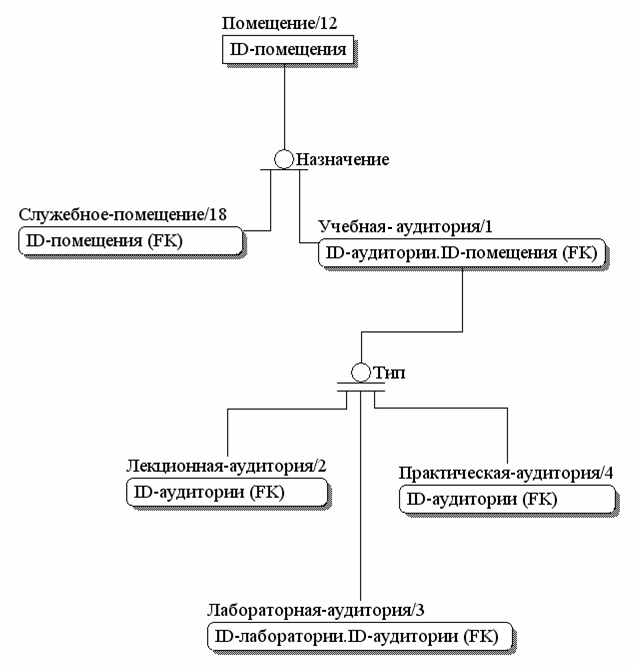 Помещение/12
ID-помещения
Назначение
Служебное-помещение/18
ID-помещения (FK)
Учебная- аудитория/1
ID-аудитории.ID-помещения (FK)
Тип
Лекционная-аудитория/2
ID-аудитории (FK)
Практическая-аудитория/4
ID-аудитории (FK)
Лабораторная-аудитория/3
ID-лаборатории.ID-аудитории (FK)